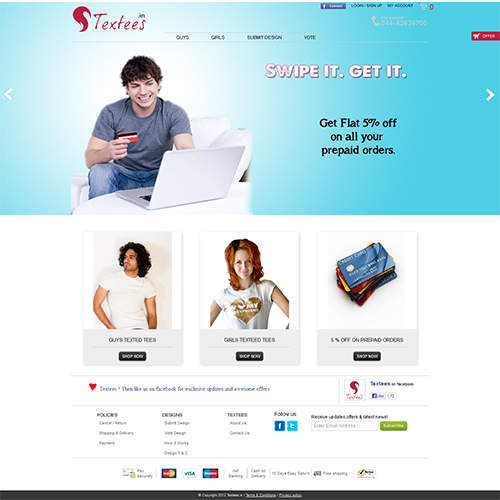 Textees.in
Connect LOGIN / SIGN UP MY ACCOUNT 0
For support
044-42636700
GUYS GIRLS SUBMIT DESIGN VOTE
OFFER
SWIPE IT. GET IT.
Get Flat 5% off
on all your
prepaid orders.
CREDIT CARD
GUYS TEXTED TEES
GIRLS TEXTEED TEES
5 % OFF ON PREPAID ORDERS
SHOP NOW
SHOP NOW
SHOP NOW
Textees ! Then like us on facebook for exclusive updates and awesome offers
Textees
Textees on facebook
Like
POLICIES
Cancel / Return
Shipping & Delivery
Payment
DESIGNS
Submit Design
Vote Design
How it Works
Design T & C
TEXTEES
About Us
Contact Us
Follow us
Receive updates,offers & latest news!
Enter Email Address
Subscribe
Pay securely
VISA
Net Banking
Cash on Delivery
10 Days Easy Return
Free shipping
© Copyright 2012 Textees.in | Terms & Conditions | Privacy policy